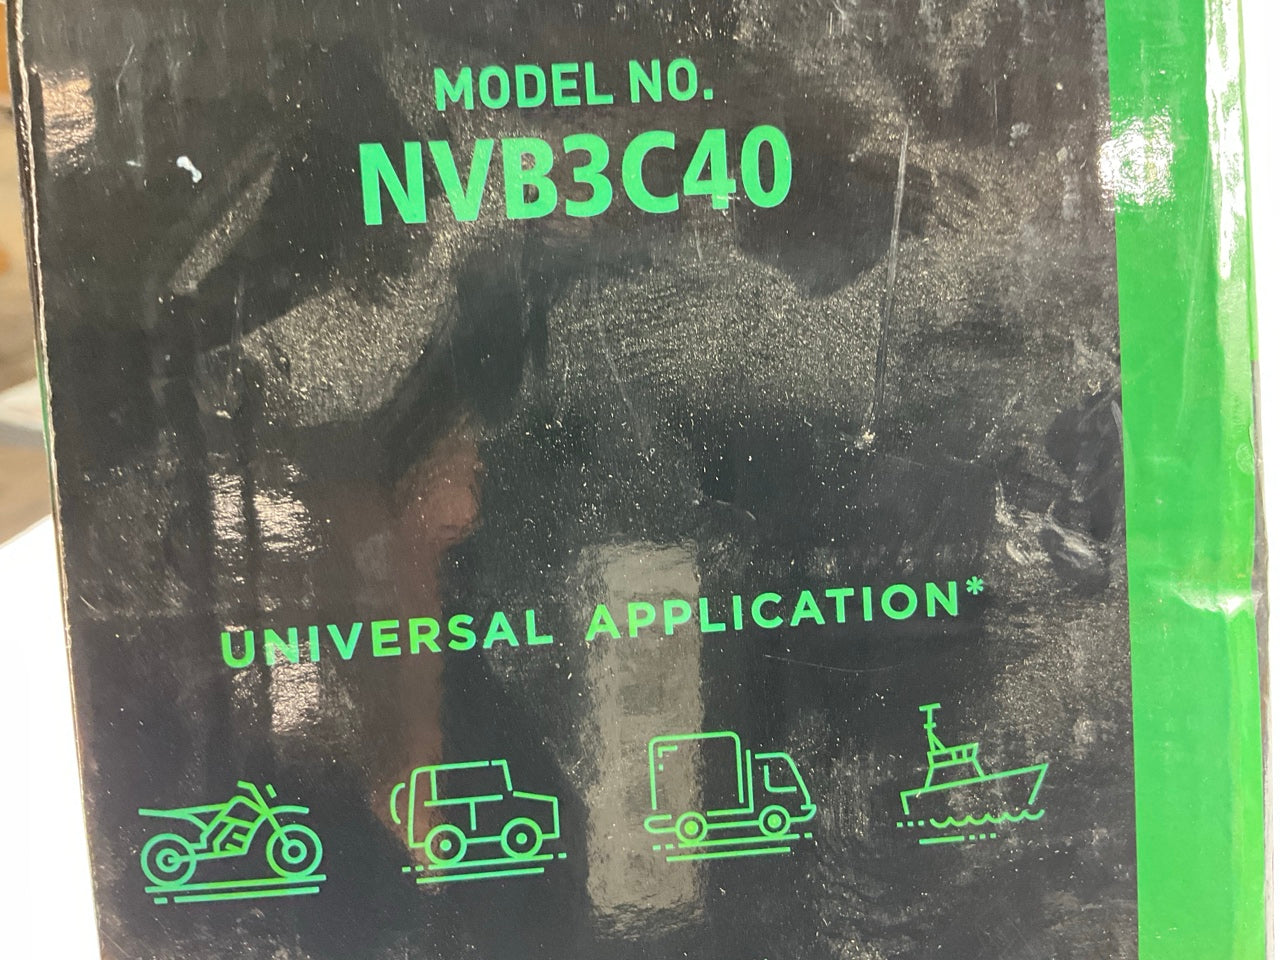 MODEL NO.
NVB3C40
UNIVERSAL APPLICATION*